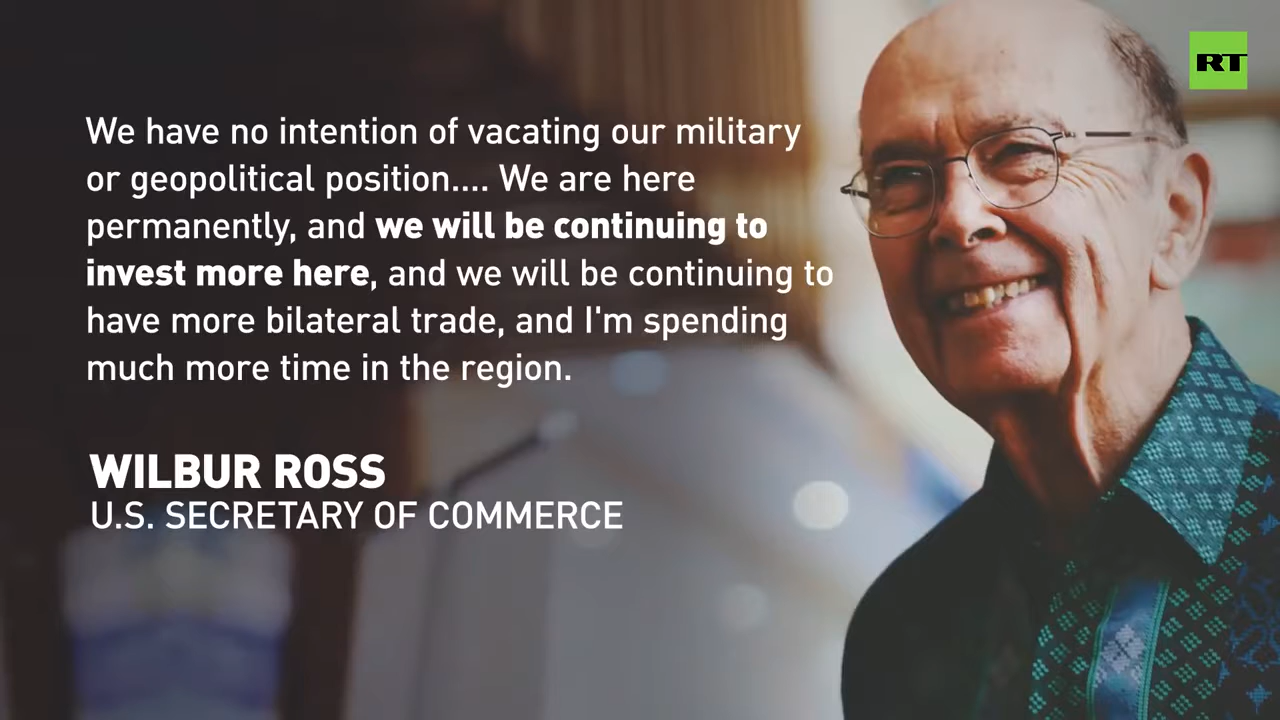 RT
We have no intention of vacating our military
or geopolitical position.... We are here
permanently, and we will be continuing to
invest more here, and we will be continuing to
have more bilateral trade, and I'm spending
much more time in the region.
WILBUR ROSS
U.S. SECRETARY OF COMMERCE